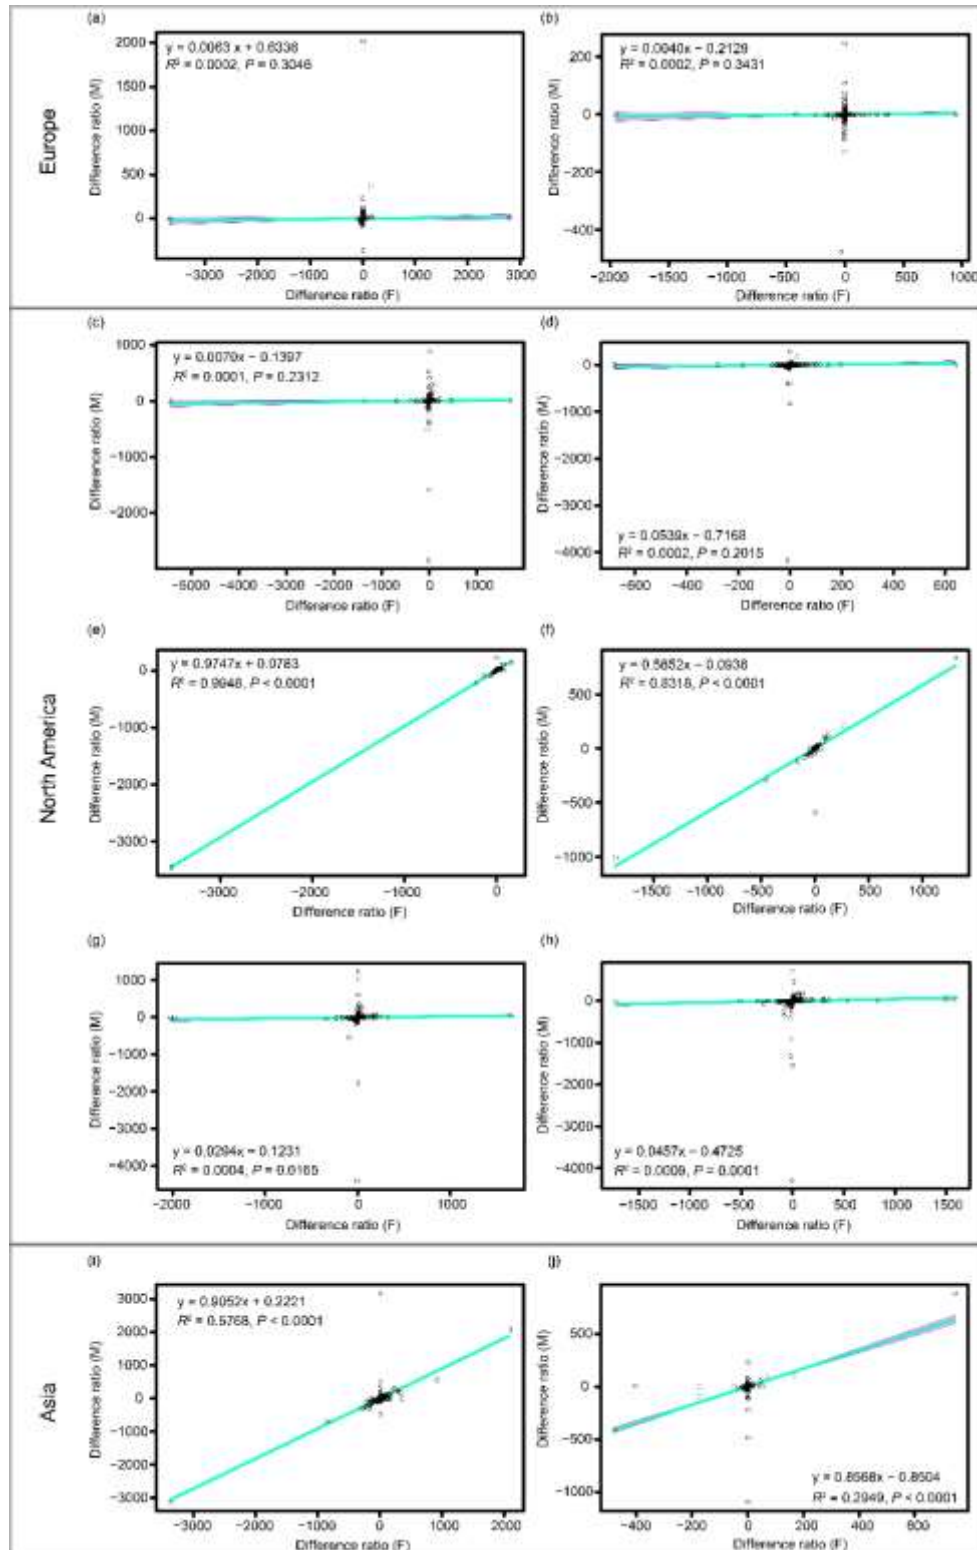 (a)
y = 0.0063 x + 0.6336
R² = 0.0002, P = 0.3046
Difference ratio (M)
2000
1500
1000
500
0
−3000 −2000 −1000 0 1000 2000 3000
Difference ratio (F)
(b)
y = 0.0040x − 0.2129
R² = 0.0002, P = 0.3431
Difference ratio (M)
200
0
−200
−400
−2000 −1500 −1000 −500 0 500 1000
Difference ratio (F)
Europe
(c)
y = 0.0070x − 0.1397
R² = 0.0001, P = 0.2312
Difference ratio (M)
1000
0
−1000
−2000
−5000 −4000 −3000 −2000 −1000 0 1000
Difference ratio (F)
(d)
Difference ratio (M)
0
−1000
−2000
−3000
−4000
y = 0.0539x − 0.7168
R² = 0.0002, P = 0.2015
−600 −400 −200 0 200 400 600
Difference ratio (F)
North America
(e)
y = 0.9747x + 0.0783
R² = 0.9948, P < 0.0001
Difference ratio (M)
0
−1000
−2000
−3000
−3000 −2000 −1000 0
Difference ratio (F)
(f)
y = 0.5652x − 0.0938
R² = 0.8318, P < 0.0001
Difference ratio (M)
500
0
−500
−1000
−1500 −1000 −500 0 500 1000
Difference ratio (F)
(g)
Difference ratio (M)
1000
0
−1000
−2000
−3000
−4000
y = 0.0294x − 0.1231
R² = 0.0004, P = 0.0165
−2000 −1000 0 1000
Difference ratio (F)
(h)
Difference ratio (M)
0
−1000
−2000
−3000
−4000
y = 0.0457x − 0.4725
R² = 0.0009, P = 0.0001
−1500 −1000 −500 0 500 1000 1500
Difference ratio (F)
Asia
(i)
y = 0.9052x + 0.2221
R² = 0.5768, P < 0.0001
Difference ratio (M)
3000
2000
1000
0
−1000
−2000
−3000
−3000 −2000 −1000 0 1000 2000
Difference ratio (F)
(j)
Difference ratio (M)
500
0
−500
−1000
y = 0.8568x − 0.8504
R² = 0.2949, P < 0.0001
−400 −200 0 200 400 600
Difference ratio (F)